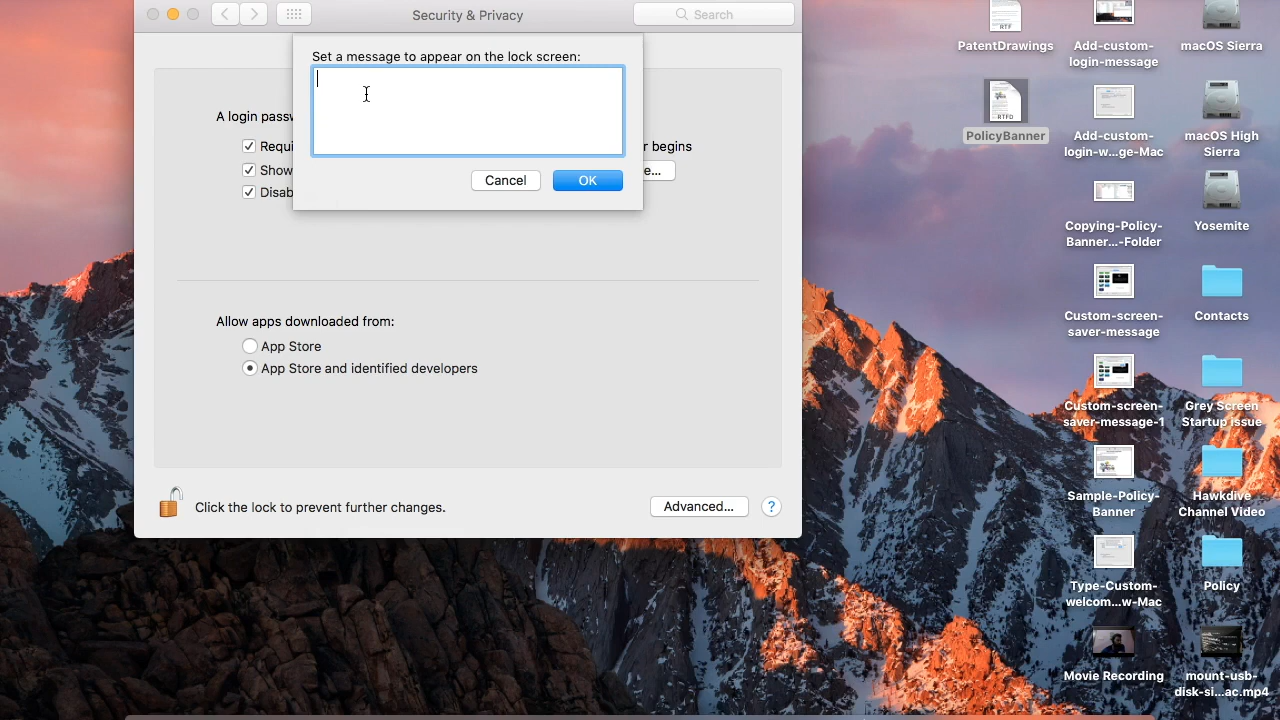 Security & Privacy
Search
Set a message to appear on the lock screen:
A login pass
Requi
r begins
Show
e...
Disab
Cancel
OK
Allow apps downloaded from:
App Store
App Store and identified developers
Click the lock to prevent further changes.
Advanced...
?
RTF
PatentDrawings
RTFD
PolicyBanner
Add-custom-
login-message
Add-custom-
login-w...ge-Mac
Copying-Policy-
Banner...-Folder
Custom-screen-
saver-message
Custom-screen-
saver-message-1
Sample-Policy-
Banner
Type-Custom-
welcom...w-Mac
Movie Recording
macOS Sierra
macOS High
Sierra
Yosemite
Contacts
Grey Screen
Startup issue
Hawkdive
Channel Video
Policy
mount-usb-
disk-si...ac.mp4